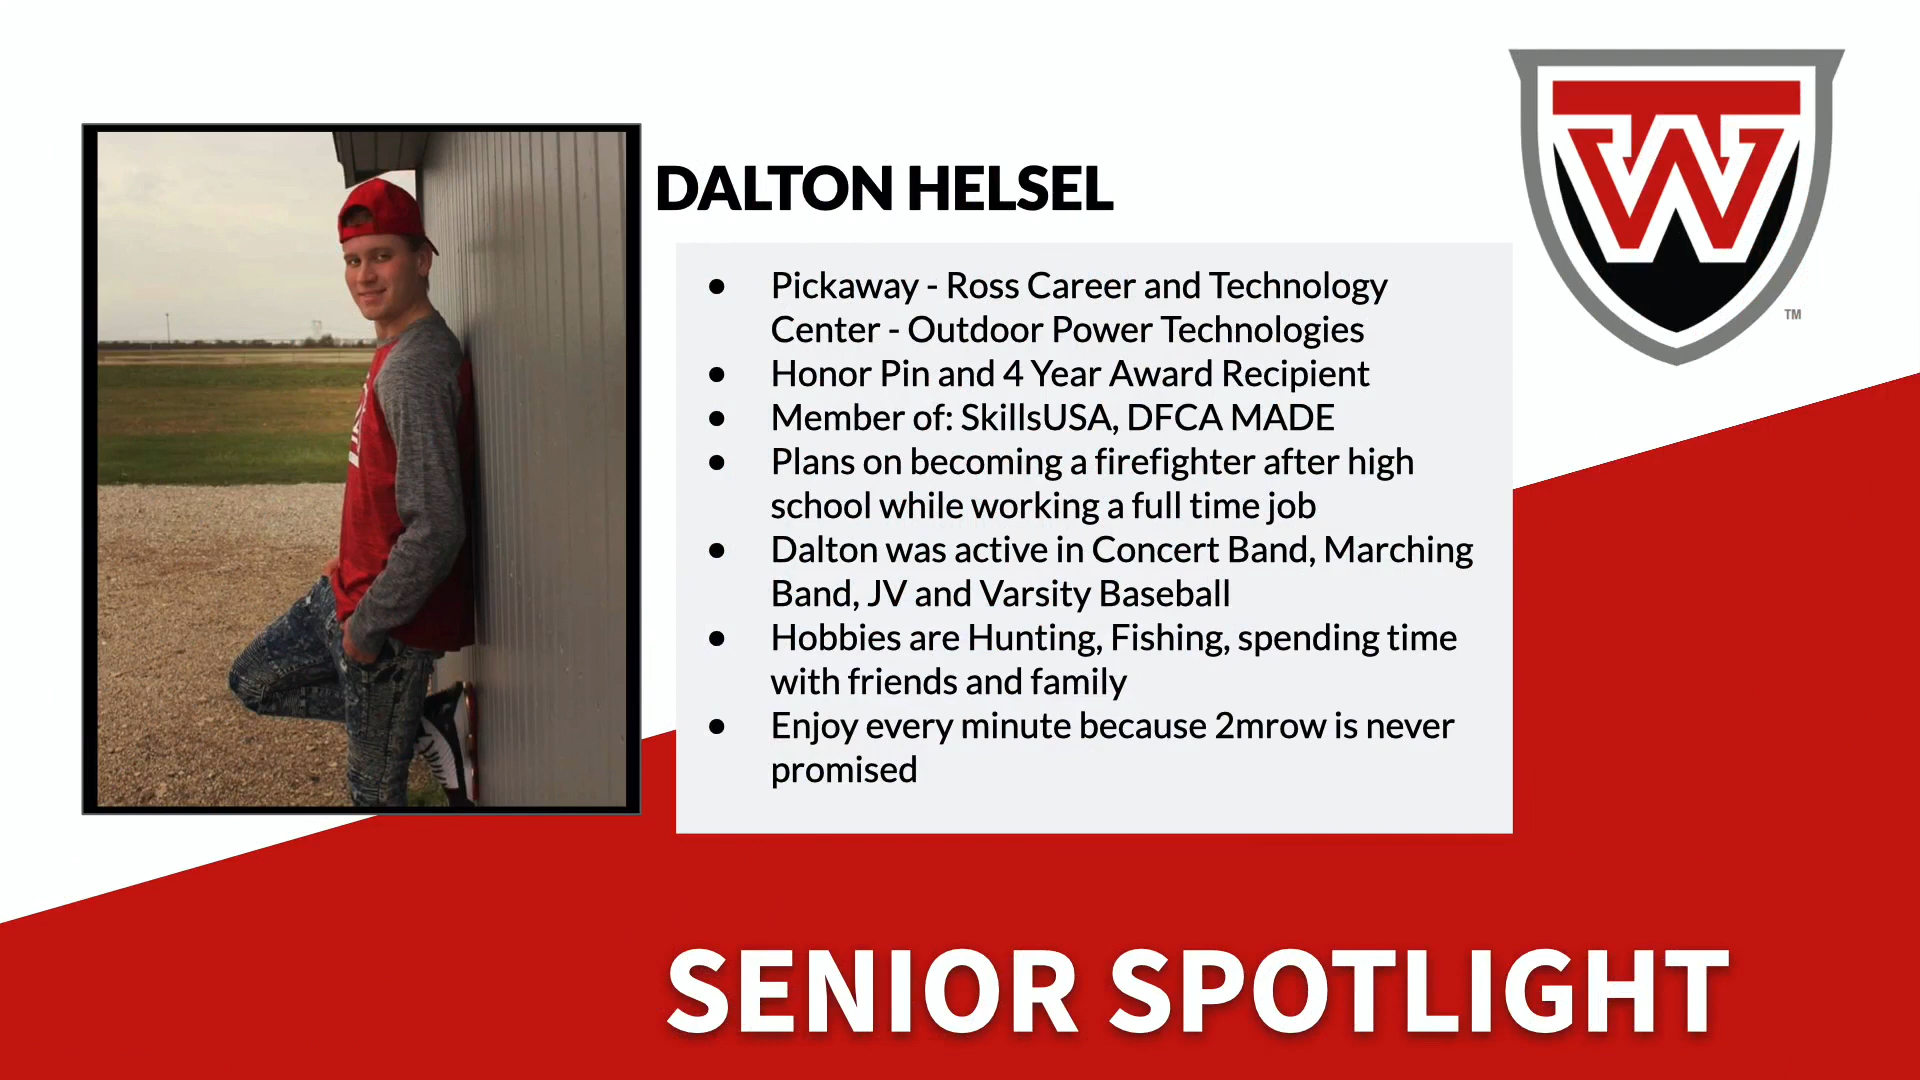 DALTON HELSEL
● Pickaway - Ross Career and Technology
Center - Outdoor Power Technologies
● Honor Pin and 4 Year Award Recipient
● Member of: SkillsUSA, DFCA MADE
● Plans on becoming a firefighter after high
school while working a full time job
● Dalton was active in Concert Band, Marching
Band, JV and Varsity Baseball
● Hobbies are Hunting, Fishing, spending time
with friends and family
● Enjoy every minute because 2mrow is never
promised
W
TM
SENIOR SPOTLIGHT